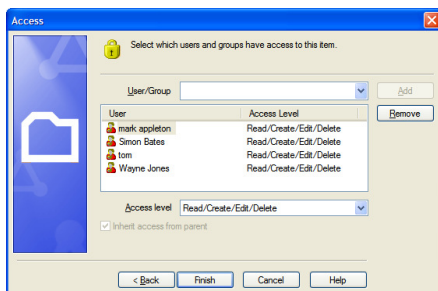 Access
Select which users and groups have access to this item.
User/Group
Add
User Access Level
Remove
mark appleton Read/Create/Edit/Delete
Simon Bates Read/Create/Edit/Delete
tom Read/Create/Edit/Delete
Wayne Jones Read/Create/Edit/Delete
Access level Read/Create/Edit/Delete
Inherit access from parent
< Back Finish Cancel Help